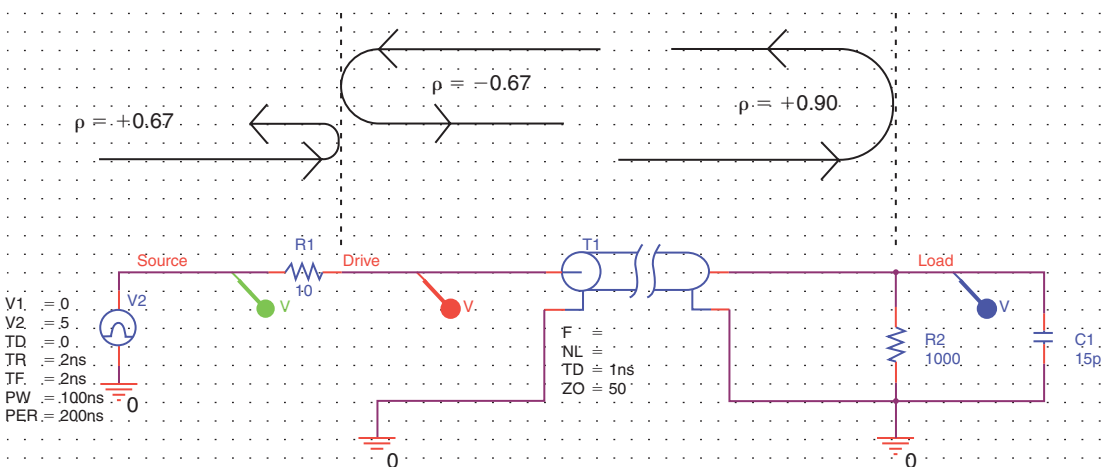 ρ = −0.67
ρ = +0.90
ρ = +0.67
R1
T1
Source
Drive
Load
10
V1 = 0
V2 = 5
TD = 0
TR = 2ns
TF = 2ns
PW = 100ns
PER = 200ns
V2
V
V
V
F =
NL =
TD = 1ns
ZO = 50
R2
1000
C1
15p
0
0
0